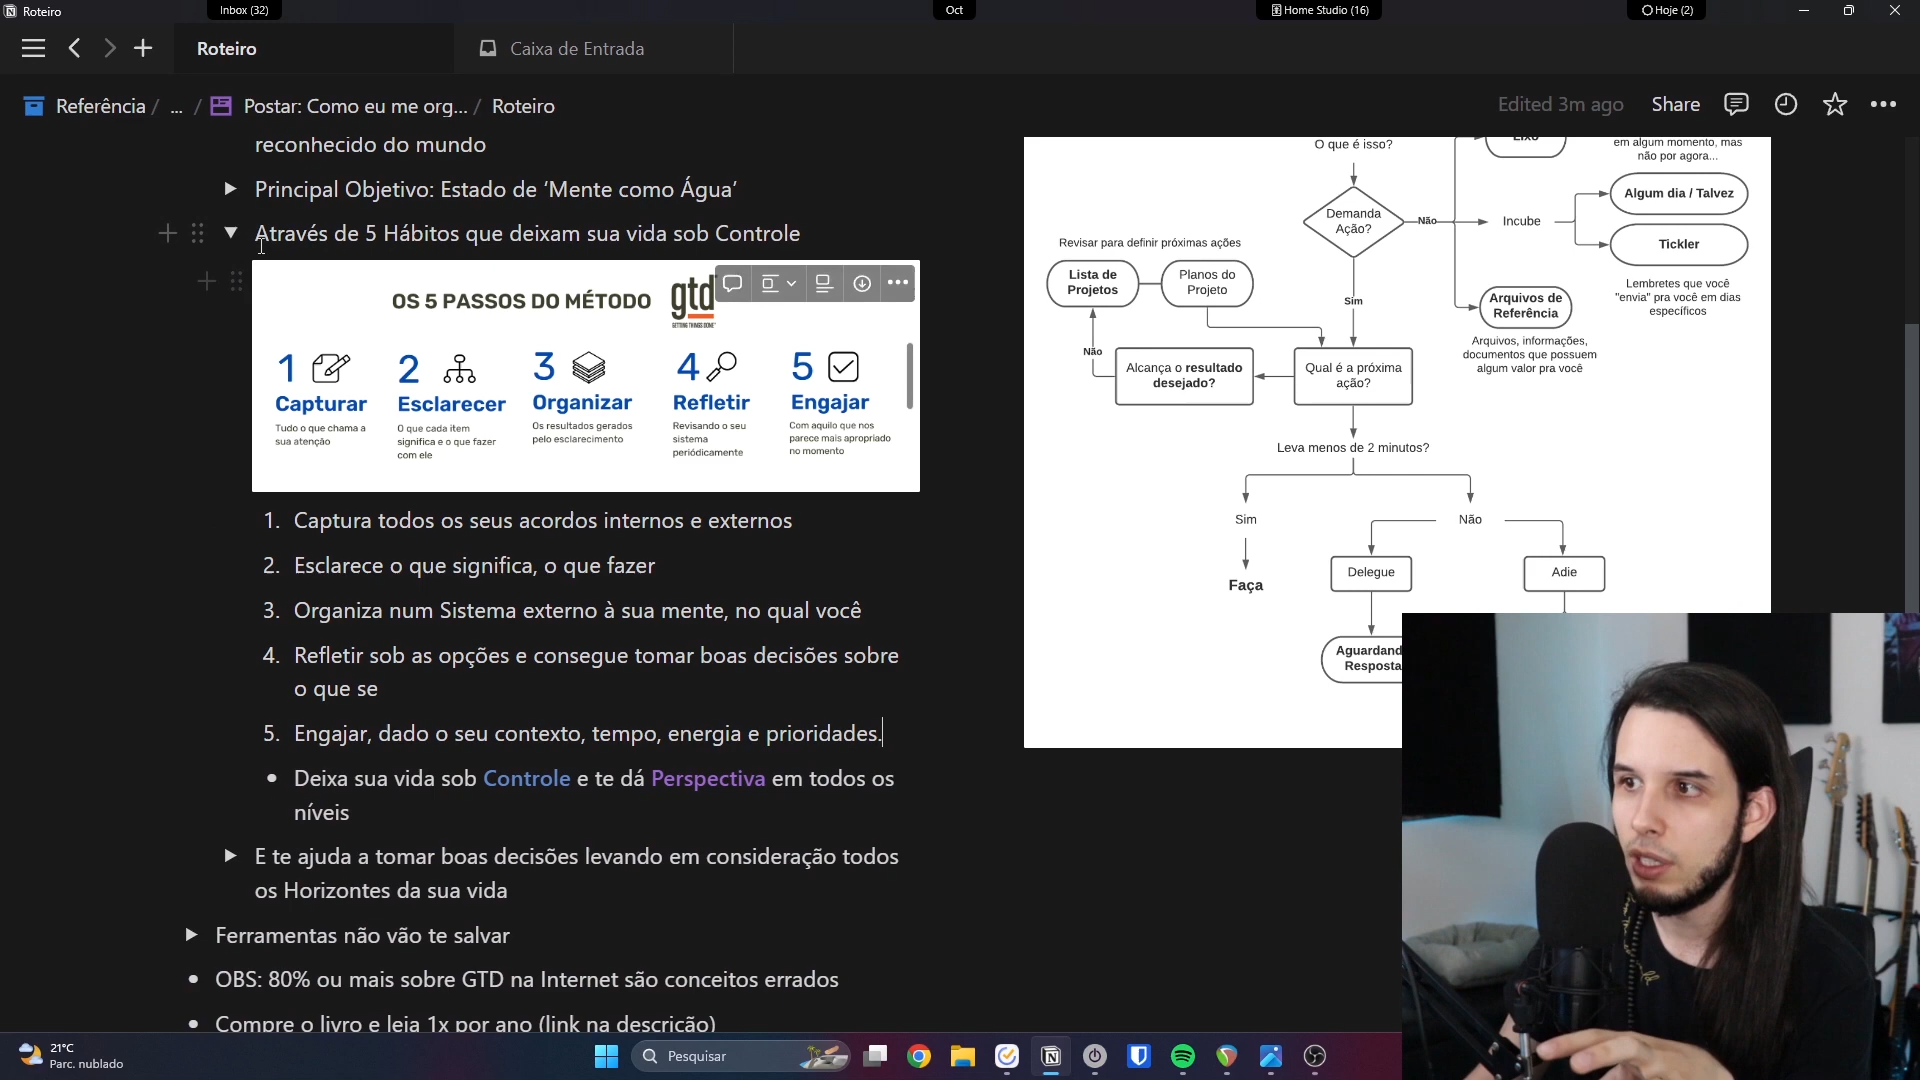 Roteiro
Inbox (32)
Oct
Home Studio (16)
Hoje (2)
Roteiro
Caixa de Entrada
Referência / ... / Postar: Como eu me org... / Roteiro
Edited 3m ago
Share
reconhecido do mundo
Principal Objetivo: Estado de ‘Mente como Água’
Através de 5 Hábitos que deixam sua vida sob Controle
OS 5 PASSOS DO MÉTODO
gtd
GETTING THINGS DONE
1
Capturar
Tudo o que chama a
sua atenção
2
Esclarecer
O que cada item
significa e o que fazer
com ele
3
Organizar
Os resultados gerados
pelo esclarecimento
4
Refletir
Revisando o seu
sistema
periódicamente
5
Engajar
Com aquilo que nos
parece mais apropriado
no momento
1. Captura todos os seus acordos internos e externos
2. Esclarece o que significa, o que fazer
3. Organiza num Sistema externo à sua mente, no qual você
4. Refletir sob as opções e consegue tomar boas decisões sobre
o que se
5. Engajar, dado o seu contexto, tempo, energia e prioridades.
• Deixa sua vida sob Controle e te dá Perspectiva em todos os
níveis
E te ajuda a tomar boas decisões levando em consideração todos
os Horizontes da sua vida
Ferramentas não vão te salvar
• OBS: 80% ou mais sobre GTD na Internet são conceitos errados
• Compre o livro e leia 1x por ano (link na descrição)
O que é isso?
Lixo
em algum momento, mas
não por agora...
Demanda
Ação?
Não
Incube
Algum dia / Talvez
Tickler
Lembretes que você
"envia" pra você em dias
específicos
Revisar para definir próximas ações
Lista de
Projetos
Planos do
Projeto
Sim
Arquivos de
Referência
Arquivos, informações,
documentos que possuem
algum valor pra você
Não
Alcança o resultado
desejado?
Qual é a próxima
ação?
Leva menos de 2 minutos?
Sim
Não
Faça
Delegue
Adie
Aguardand
Resposta
21°C
Parc. nublado
Pesquisar